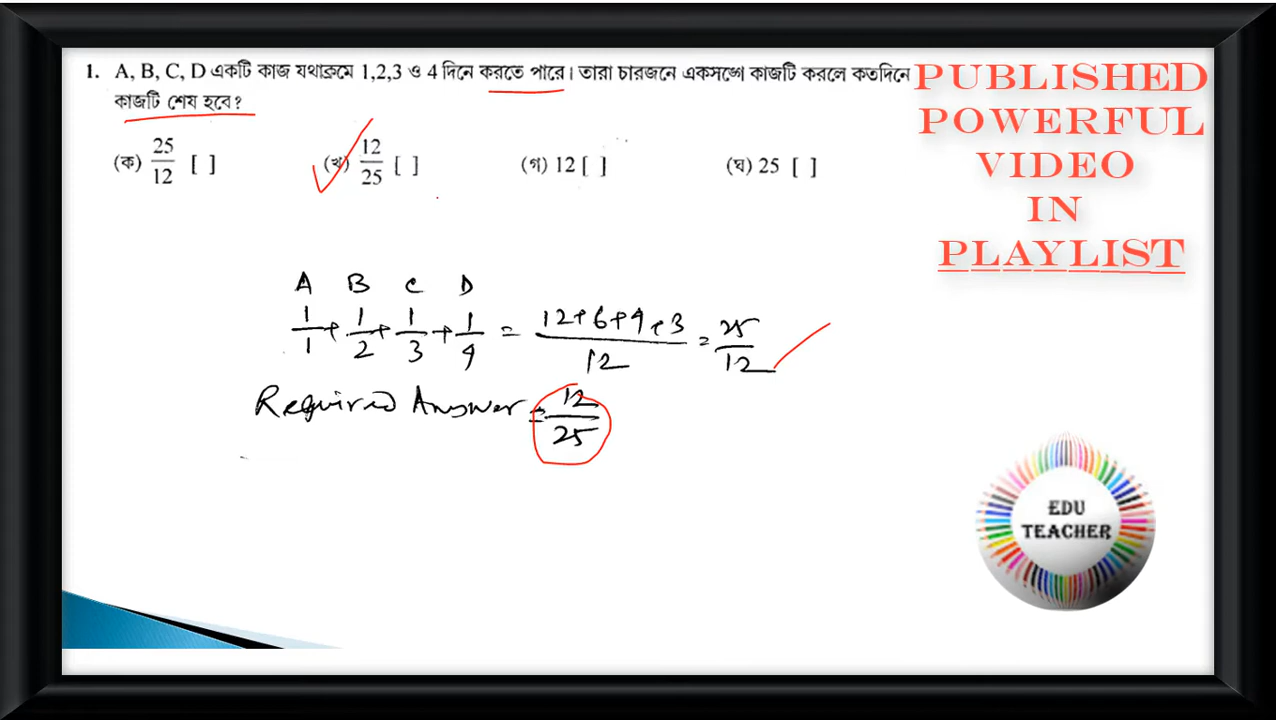 1. A, B, C, D একটি কাজ যথাক্রমে 1,2,3 ও 4 দিনে করতে পারে। তারা চারজনে একসঙ্গে কাজটি করলে কতদিনে
কাজটি শেষ হবে?
(ক) 25/12 [ ] (খ) 12/25 [ ] (গ) 12 [ ] (ঘ) 25 [ ]
A B C D
1/1 + 1/2 + 1/3 + 1/4 = 12+6+4+3/12 = 25/12
Required Answer = 12/25
PUBLISHED
POWERFUL
VIDEO
IN
PLAYLIST
EDU
TEACHER